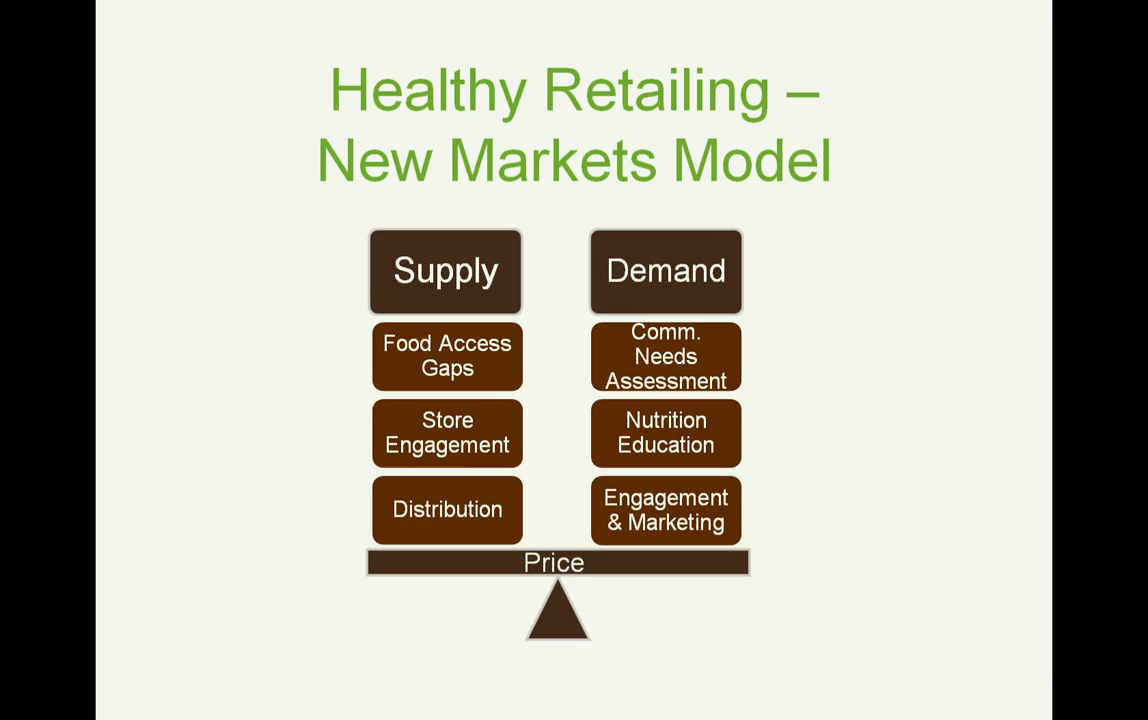 Healthy Retailing –
New Markets Model
Supply
Food Access
Gaps
Store
Engagement
Distribution
Demand
Comm.
Needs
Assessment
Nutrition
Education
Engagement
& Marketing
Price